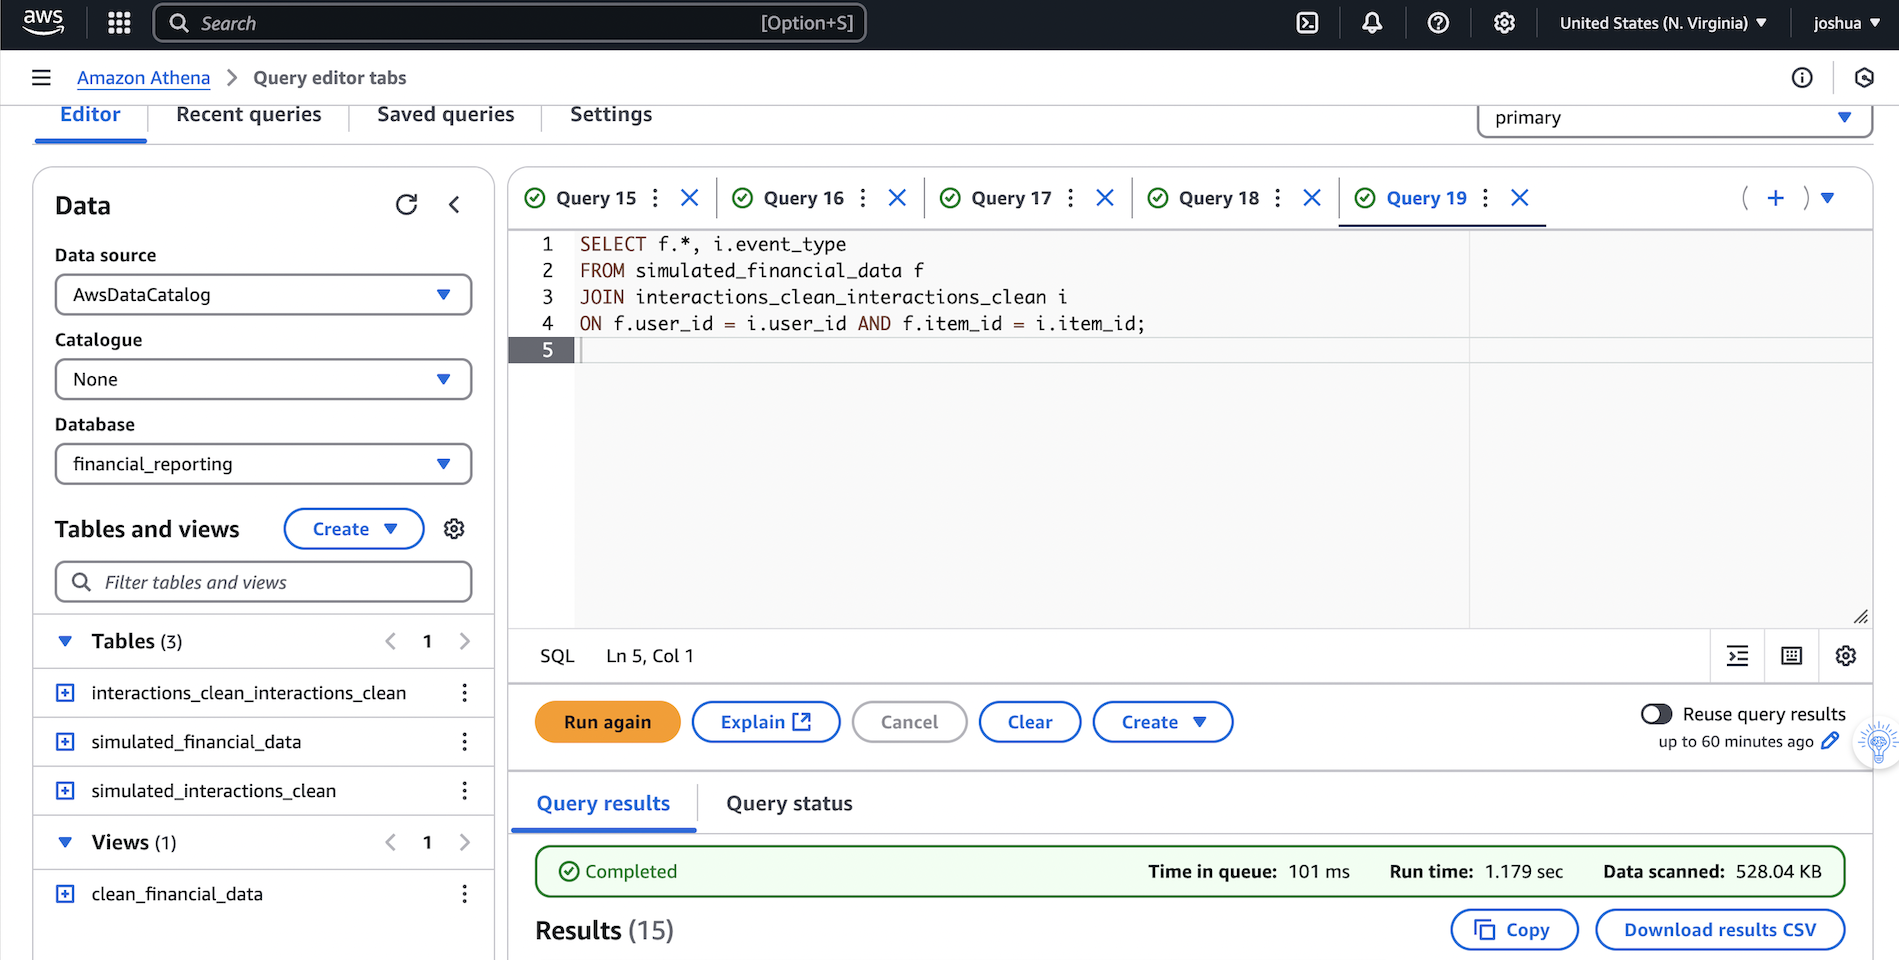 aws
Search [Option+S]
United States (N. Virginia)
joshua
Amazon Athena > Query editor tabs
Editor
Recent queries
Saved queries
Settings
primary
Data
Data source
AwsDataCatalog
Catalogue
None
Database
financial_reporting
Tables and views
Create
Filter tables and views
Tables (3)
< 1 >
interactions_clean_interactions_clean
simulated_financial_data
simulated_interactions_clean
Views (1)
< 1 >
clean_financial_data
Query 15
Query 16
Query 17
Query 18
Query 19
1 SELECT f.*, i.event_type
2 FROM simulated_financial_data f
3 JOIN interactions_clean_interactions_clean i
4 ON f.user_id = i.user_id AND f.item_id = i.item_id;
5
SQL Ln 5, Col 1
Run again
Explain
Cancel
Clear
Create
Reuse query results
up to 60 minutes ago
Query results
Query status
Completed
Time in queue: 101 ms
Run time: 1.179 sec
Data scanned: 528.04 KB
Results (15)
Copy
Download results CSV